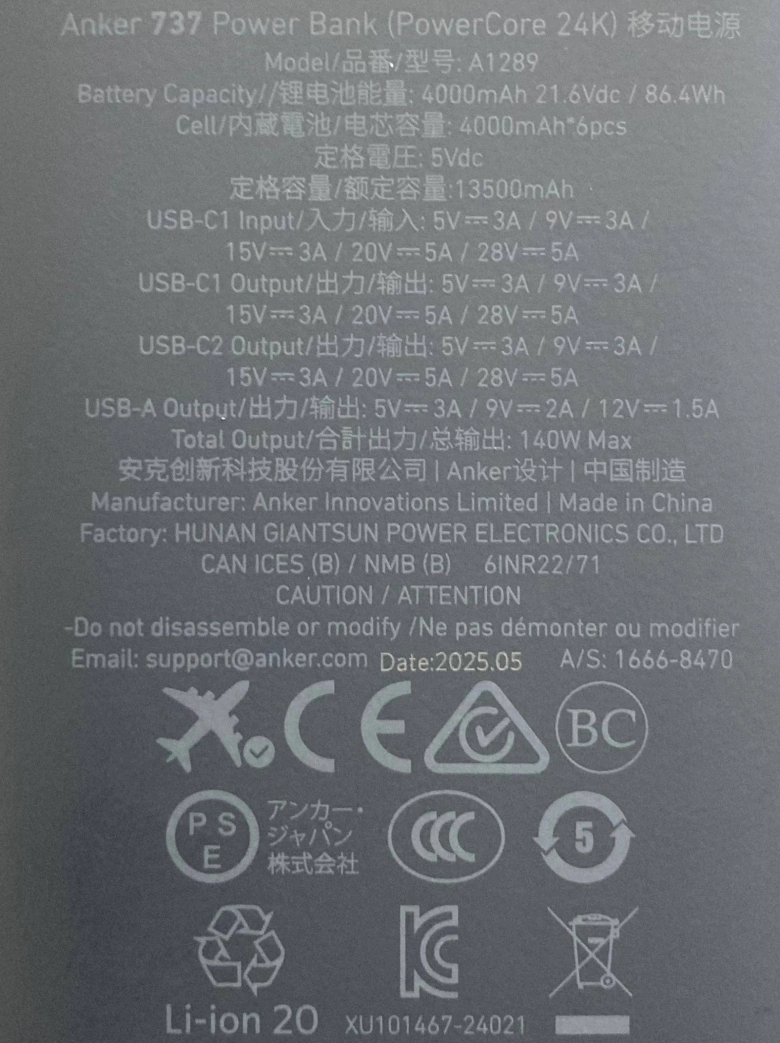 Anker 737 Power Bank (PowerCore 24K) 移动电源
Model/品番/型号: A1289
Battery Capacity//锂电池能量: 4000mAh 21.6Vdc / 86.4Wh
Cell/内蔵電池/电芯容量: 4000mAh*6pcs
定格電圧: 5Vdc
定格容量/额定容量:13500mAh
USB-C1 Input/入力/输入: 5V⎓3A / 9V⎓3A /
15V⎓3A / 20V⎓5A / 28V⎓5A
USB-C1 Output/出力/输出: 5V⎓3A / 9V⎓3A /
15V⎓3A / 20V⎓5A / 28V⎓5A
USB-C2 Output/出力/输出: 5V⎓3A / 9V⎓3A /
15V⎓3A / 20V⎓5A / 28V⎓5A
USB-A Output/出力/输出: 5V⎓3A / 9V⎓2A / 12V⎓1.5A
Total Output/合計出力/总输出: 140W Max
安克创新科技股份有限公司 | Anker设计 | 中国制造
Manufacturer: Anker Innovations Limited | Made in China
Factory: HUNAN GIANTSUN POWER ELECTRONICS CO., LTD
CAN ICES (B) / NMB (B) 6INR22/71
CAUTION / ATTENTION
-Do not disassemble or modify /Ne pas démonter ou modifier
Email: support@anker.com Date:2025.05 A/S: 1666-8470
CE BC
PSE
アンカー・
ジャパン
株式会社
CCC
5
KC
Li-ion 20 XU101467-24021